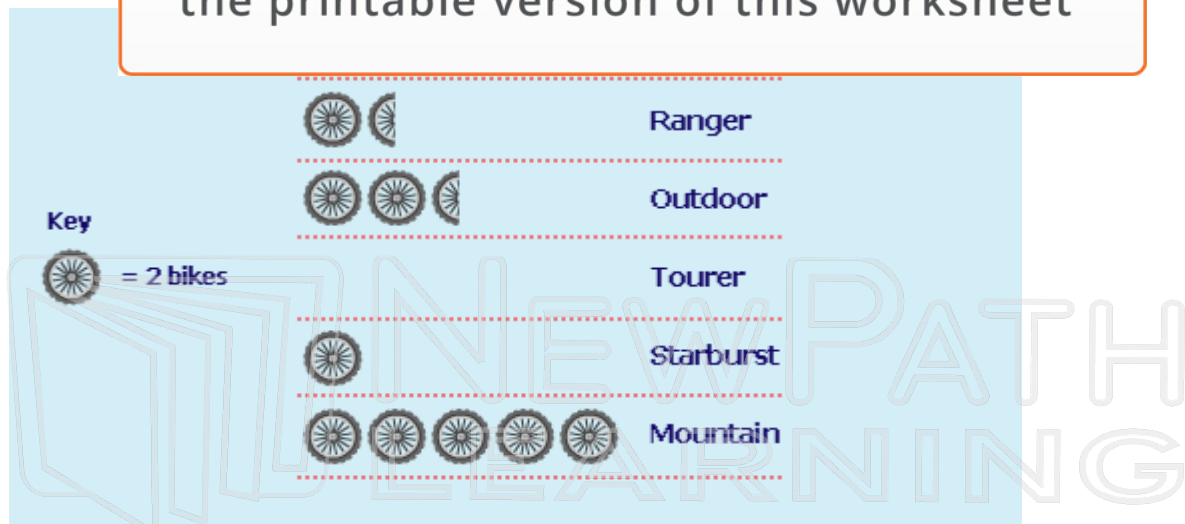 the printable version of this worksheet
Ranger
Outdoor
Key
= 2 bikes
Tourer
Starburst
Mountain
NEWPATH
LEARNING